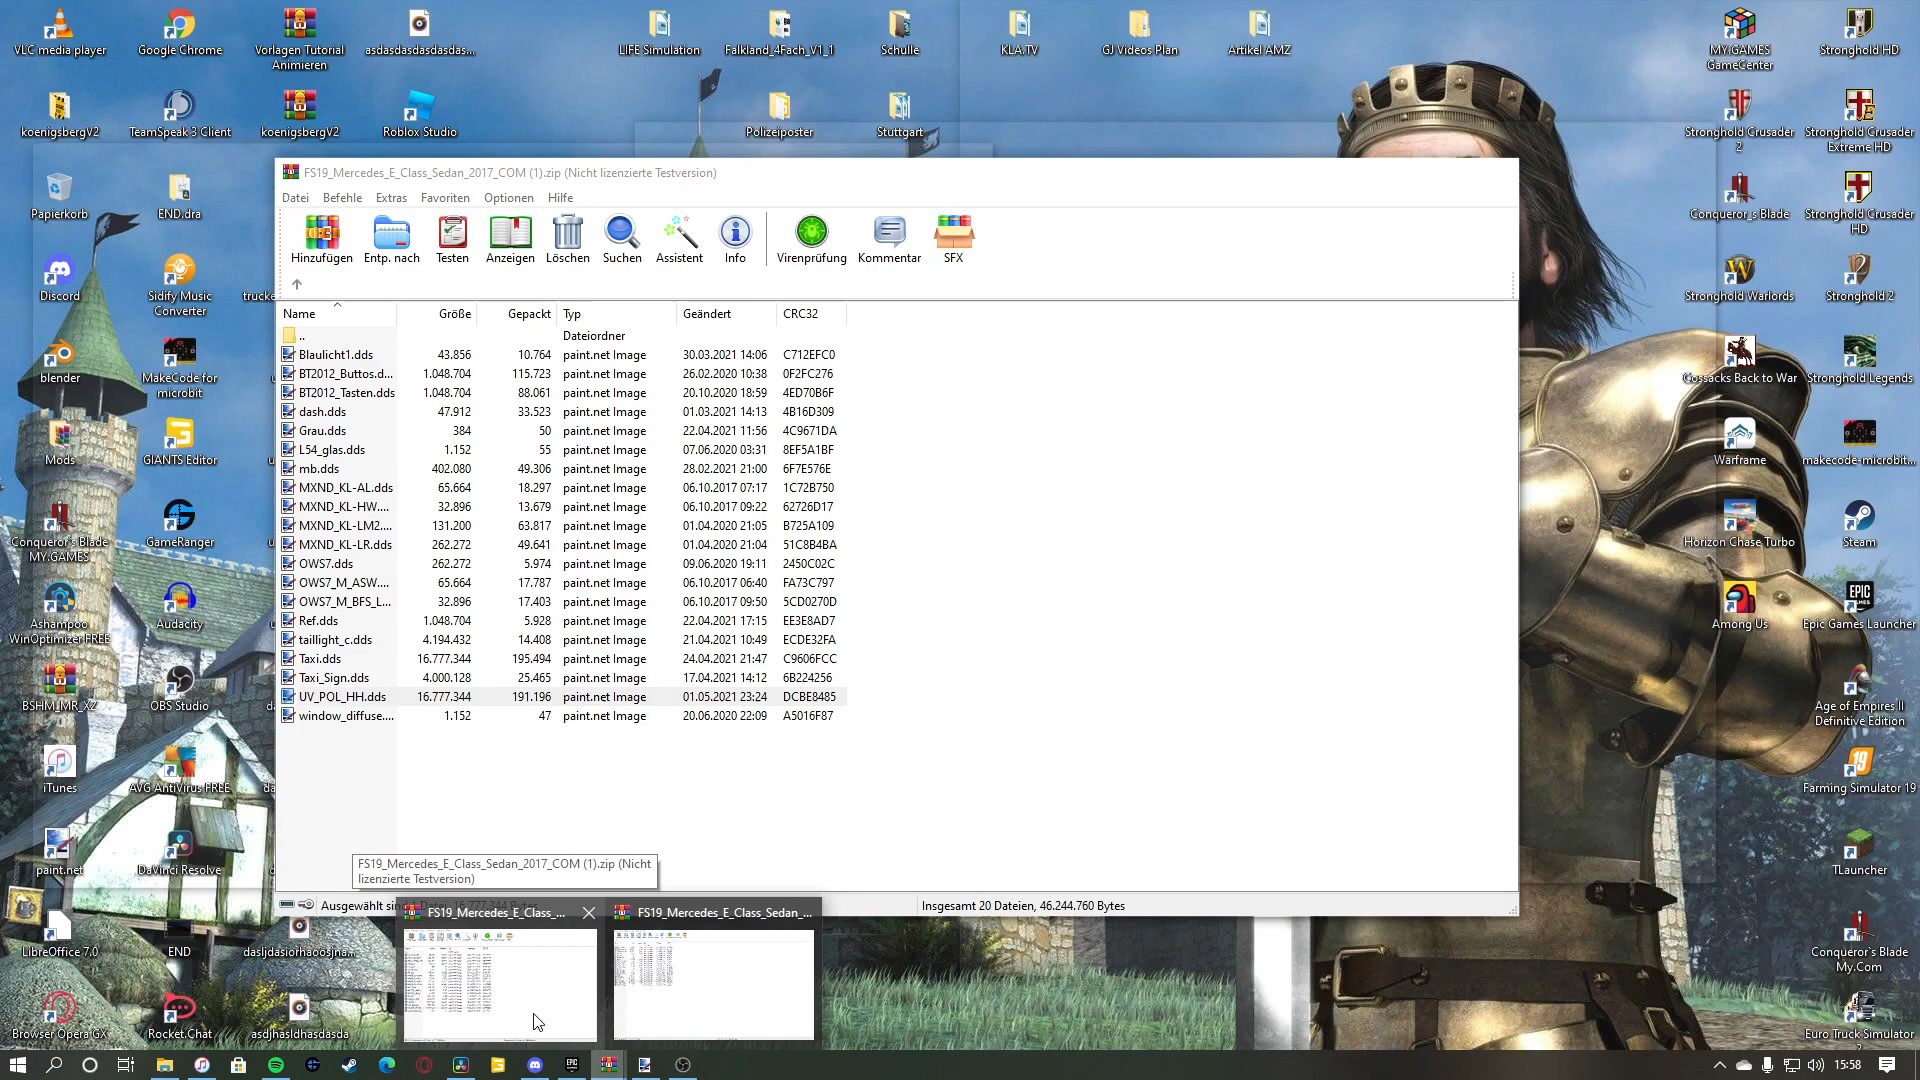 VLC media player
Google Chrome
Vorlagen Tutorial
Animieren
asdasdasdasdasdas...
LIFE Simulation
Falkland_4Fach_V1_1
Schulle
KLA.TV
GJ Videos Plan
Artikel AMZ
MY.GAMES
GameCenter
Stronghold HD
koenigsbergV2
TeamSpeak 3 Client
koenigsbergV2
Roblox Studio
Polizeiposter
Stuttgart
Stronghold Crusader
2
Stronghold Crusader
Extreme HD
FS19_Mercedes_E_Class_Sedan_2017_COM (1).zip (Nicht lizenzierte Testversion)
Datei Befehle Extras Favoriten Optionen Hilfe
Hinzufügen Entp. nach Testen Anzeigen Löschen Suchen Assistent Info Virenprüfung Kommentar SFX
Name Größe Gepackt Typ Geändert CRC32
.. Dateiordner
Blaulicht1.dds 43.856 10.764 paint.net Image 30.03.2021 14:06 C712EFC0
BT2012_Buttos.d... 1.048.704 115.723 paint.net Image 26.02.2020 10:38 0F2FC276
BT2012_Tasten.dds 1.048.704 88.061 paint.net Image 20.10.2020 18:59 4ED70B6F
dash.dds 47.912 33.523 paint.net Image 01.03.2021 14:13 4B16D309
Grau.dds 384 50 paint.net Image 22.04.2021 11:56 4C9671DA
L54_glas.dds 1.152 55 paint.net Image 07.06.2020 03:31 8EF5A1BF
mb.dds 402.080 49.306 paint.net Image 28.02.2021 21:00 6F7E576E
MXND_KL-AL.dds 65.664 18.297 paint.net Image 06.10.2017 07:17 1C72B750
MXND_KL-HW.... 32.896 13.679 paint.net Image 06.10.2017 09:22 62726D17
MXND_KL-LM2.... 131.200 63.817 paint.net Image 01.04.2020 21:05 B725A109
MXND_KL-LR.dds 262.272 49.641 paint.net Image 01.04.2020 21:04 51C8B4BA
OWS7.dds 262.272 5.974 paint.net Image 09.06.2020 19:11 2450C02C
OWS7_M_ASW.... 65.664 17.787 paint.net Image 06.10.2017 06:40 FA73C797
OWS7_M_BFS_L... 32.896 17.403 paint.net Image 06.10.2017 09:50 5CD0270D
Ref.dds 1.048.704 5.928 paint.net Image 22.04.2021 17:15 EE3E8AD7
taillight_c.dds 4.194.432 14.408 paint.net Image 21.04.2021 10:49 ECDE32FA
Taxi.dds 16.777.344 195.494 paint.net Image 24.04.2021 21:47 C9606FCC
Taxi_Sign.dds 4.000.128 25.465 paint.net Image 17.04.2021 14:12 6B224256
UV_POL_HH.dds 16.777.344 191.196 paint.net Image 01.05.2021 23:24 DCBE8485
window_diffuse.... 1.152 47 paint.net Image 20.06.2020 22:09 A5016F87
Papierkorb
END.dra
Conqueror_s Blade
Stronghold Crusader
HD
Discord
Sidify Music
Converter
trucke
Stronghold Warlords
Stronghold 2
blender
MakeCode for
microbit
Cossacks Back to War
Stronghold Legends
Mods
GIANTS Editor
Warframe
makecode-microbit...
Conqueror's Blade
MY.GAMES
GameRanger
Horizon Chase Turbo
Steam
Ashampoo
WinOptimizer FREE
Audacity
Among Us
Epic Games Launcher
BSHM_MR_XZ
OBS Studio
Age of Empires II
Definitive Edition
iTunes
AVG AntiVirus FREE
Farming Simulator 19
paint.net
DaVinci Resolve
TLauncher
FS19_Mercedes_E_Class_Sedan_2017_COM (1).zip (Nicht
lizenzierte Testversion)
Ausgewählt sind 1 Datei, 16.777.344 Bytes
Insgesamt 20 Dateien, 46.244.760 Bytes
FS19_Mercedes_E_Class_...
FS19_Mercedes_E_Class_Sedan_...
LibreOffice 7.0
END
dasljdasiorhaoosjna...
Conqueror's Blade
My.Com
Browser Opera GX
Rocket.Chat
asdjhasldhasdasda
Euro Truck Simulator
2
15:58